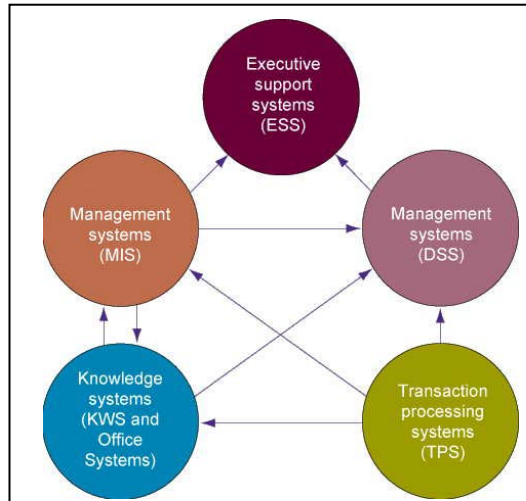 Executive
support
systems
(ESS)
Management
systems
(MIS)
Management
systems
(DSS)
Knowledge
systems
(KWS and
Office
Systems)
Transaction
processing
systems
(TPS)